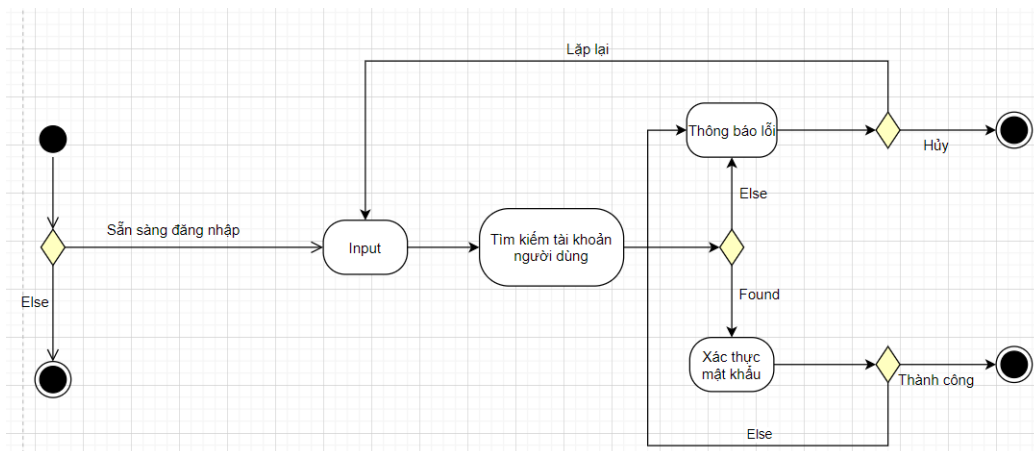 Lặp lại
Thông báo lỗi
Hủy
Else
Sẵn sàng đăng nhập
Input
Tìm kiếm tài khoản
người dùng
Else
Found
Xác thực
mật khẩu
Thành công
Else